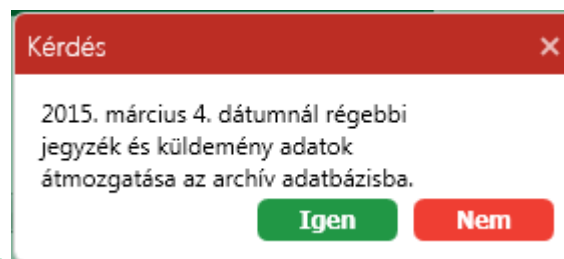 Kérdés
2015. március 4. dátumnál régebbi
jegyzék és küldemény adatok
átmozgatása az archív adatbázisba.
Igen Nem